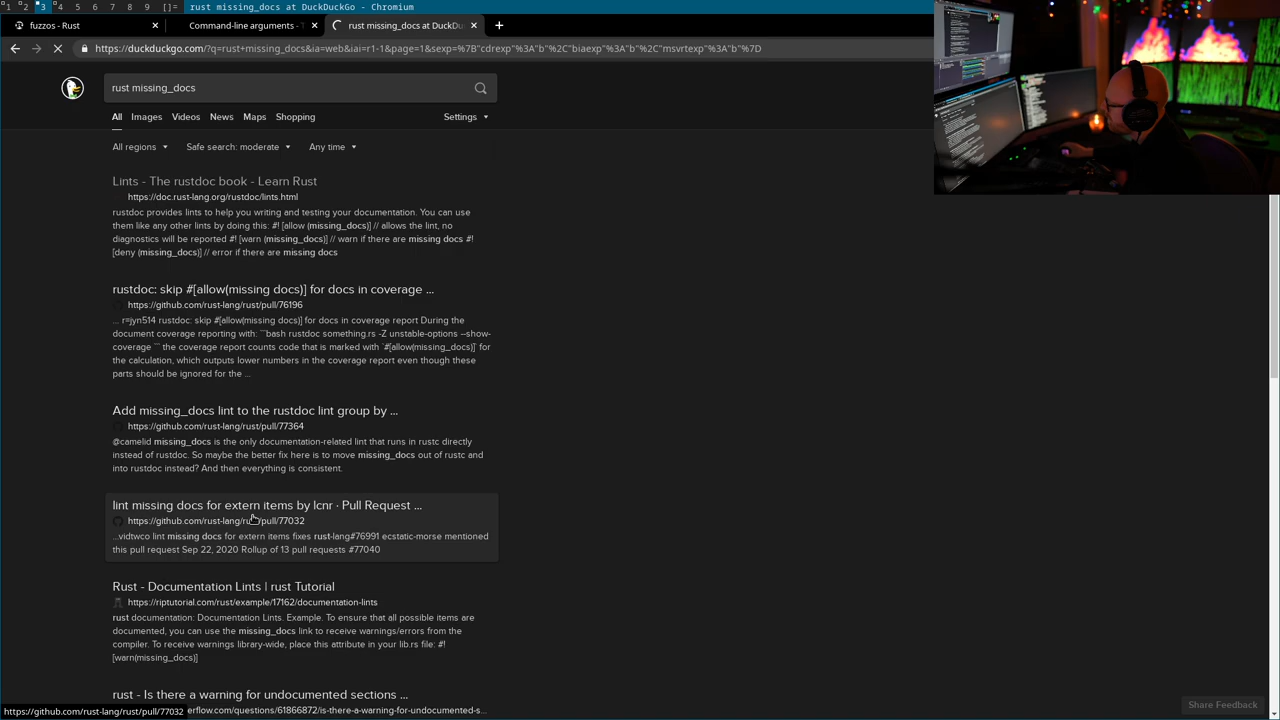 1 2 3 4 5 6 7 8 9 []= rust missing_docs at DuckDuckGo - Chromium
fuzzos - Rust × Command-line arguments - T × rust missing_docs at DuckDu × +
https://duckduckgo.com/?q=rust+missing_docs&ia=web&iai=r1-1&page=1&sexp=%7B"cdrexp"%3A"b"%2C"biaexp"%3A"b"%2C"msvrtexp"%3A"b"%7D
rust missing_docs
All Images Videos News Maps Shopping Settings
All regions Safe search: moderate Any time
Lints - The rustdoc book - Learn Rust
https://doc.rust-lang.org/rustdoc/lints.html
rustdoc provides lints to help you writing and testing your documentation. You can use
them like any other lints by doing this: #! [allow (missing_docs)] // allows the lint, no
diagnostics will be reported #! [warn (missing_docs)] // warn if there are missing docs #!
[deny (missing_docs)] // error if there are missing docs
rustdoc: skip #[allow(missing docs)] for docs in coverage ...
https://github.com/rust-lang/rust/pull/76196
... r=jyn514 rustdoc: skip #[allow(missing docs)] for docs in coverage report During the
document coverage reporting with: ```bash rustdoc something.rs -Z unstable-options --show-
coverage ``` the coverage report counts code that is marked with `#[allow(missing_docs)]` for
the calculation, which outputs lower numbers in the coverage report even though these
parts should be ignored for the ...
Add missing_docs lint to the rustdoc lint group by ...
https://github.com/rust-lang/rust/pull/77364
@camelid missing_docs is the only documentation-related lint that runs in rustc directly
instead of rustdoc. So maybe the better fix here is to move missing_docs out of rustc and
into rustdoc instead? And then everything is consistent.
lint missing docs for extern items by lcnr · Pull Request ...
https://github.com/rust-lang/rust/pull/77032
...vidtwco lint missing docs for extern items fixes rust-lang#76991 ecstatic-morse mentioned
this pull request Sep 22, 2020 Rollup of 13 pull requests #77040
Rust - Documentation Lints | rust Tutorial
https://riptutorial.com/rust/example/17162/documentation-lints
rust documentation: Documentation Lints. Example. To ensure that all possible items are
documented, you can use the missing_docs link to receive warnings/errors from the
compiler. To receive warnings library-wide, place this attribute in your lib.rs file: #!
[warn(missing_docs)]
rust - Is there a warning for undocumented sections ...
https://github.com/rust-lang/rust/pull/77032 erflow.com/questions/61866872/is-there-a-warning-for-undocumented-s...
Share Feedback